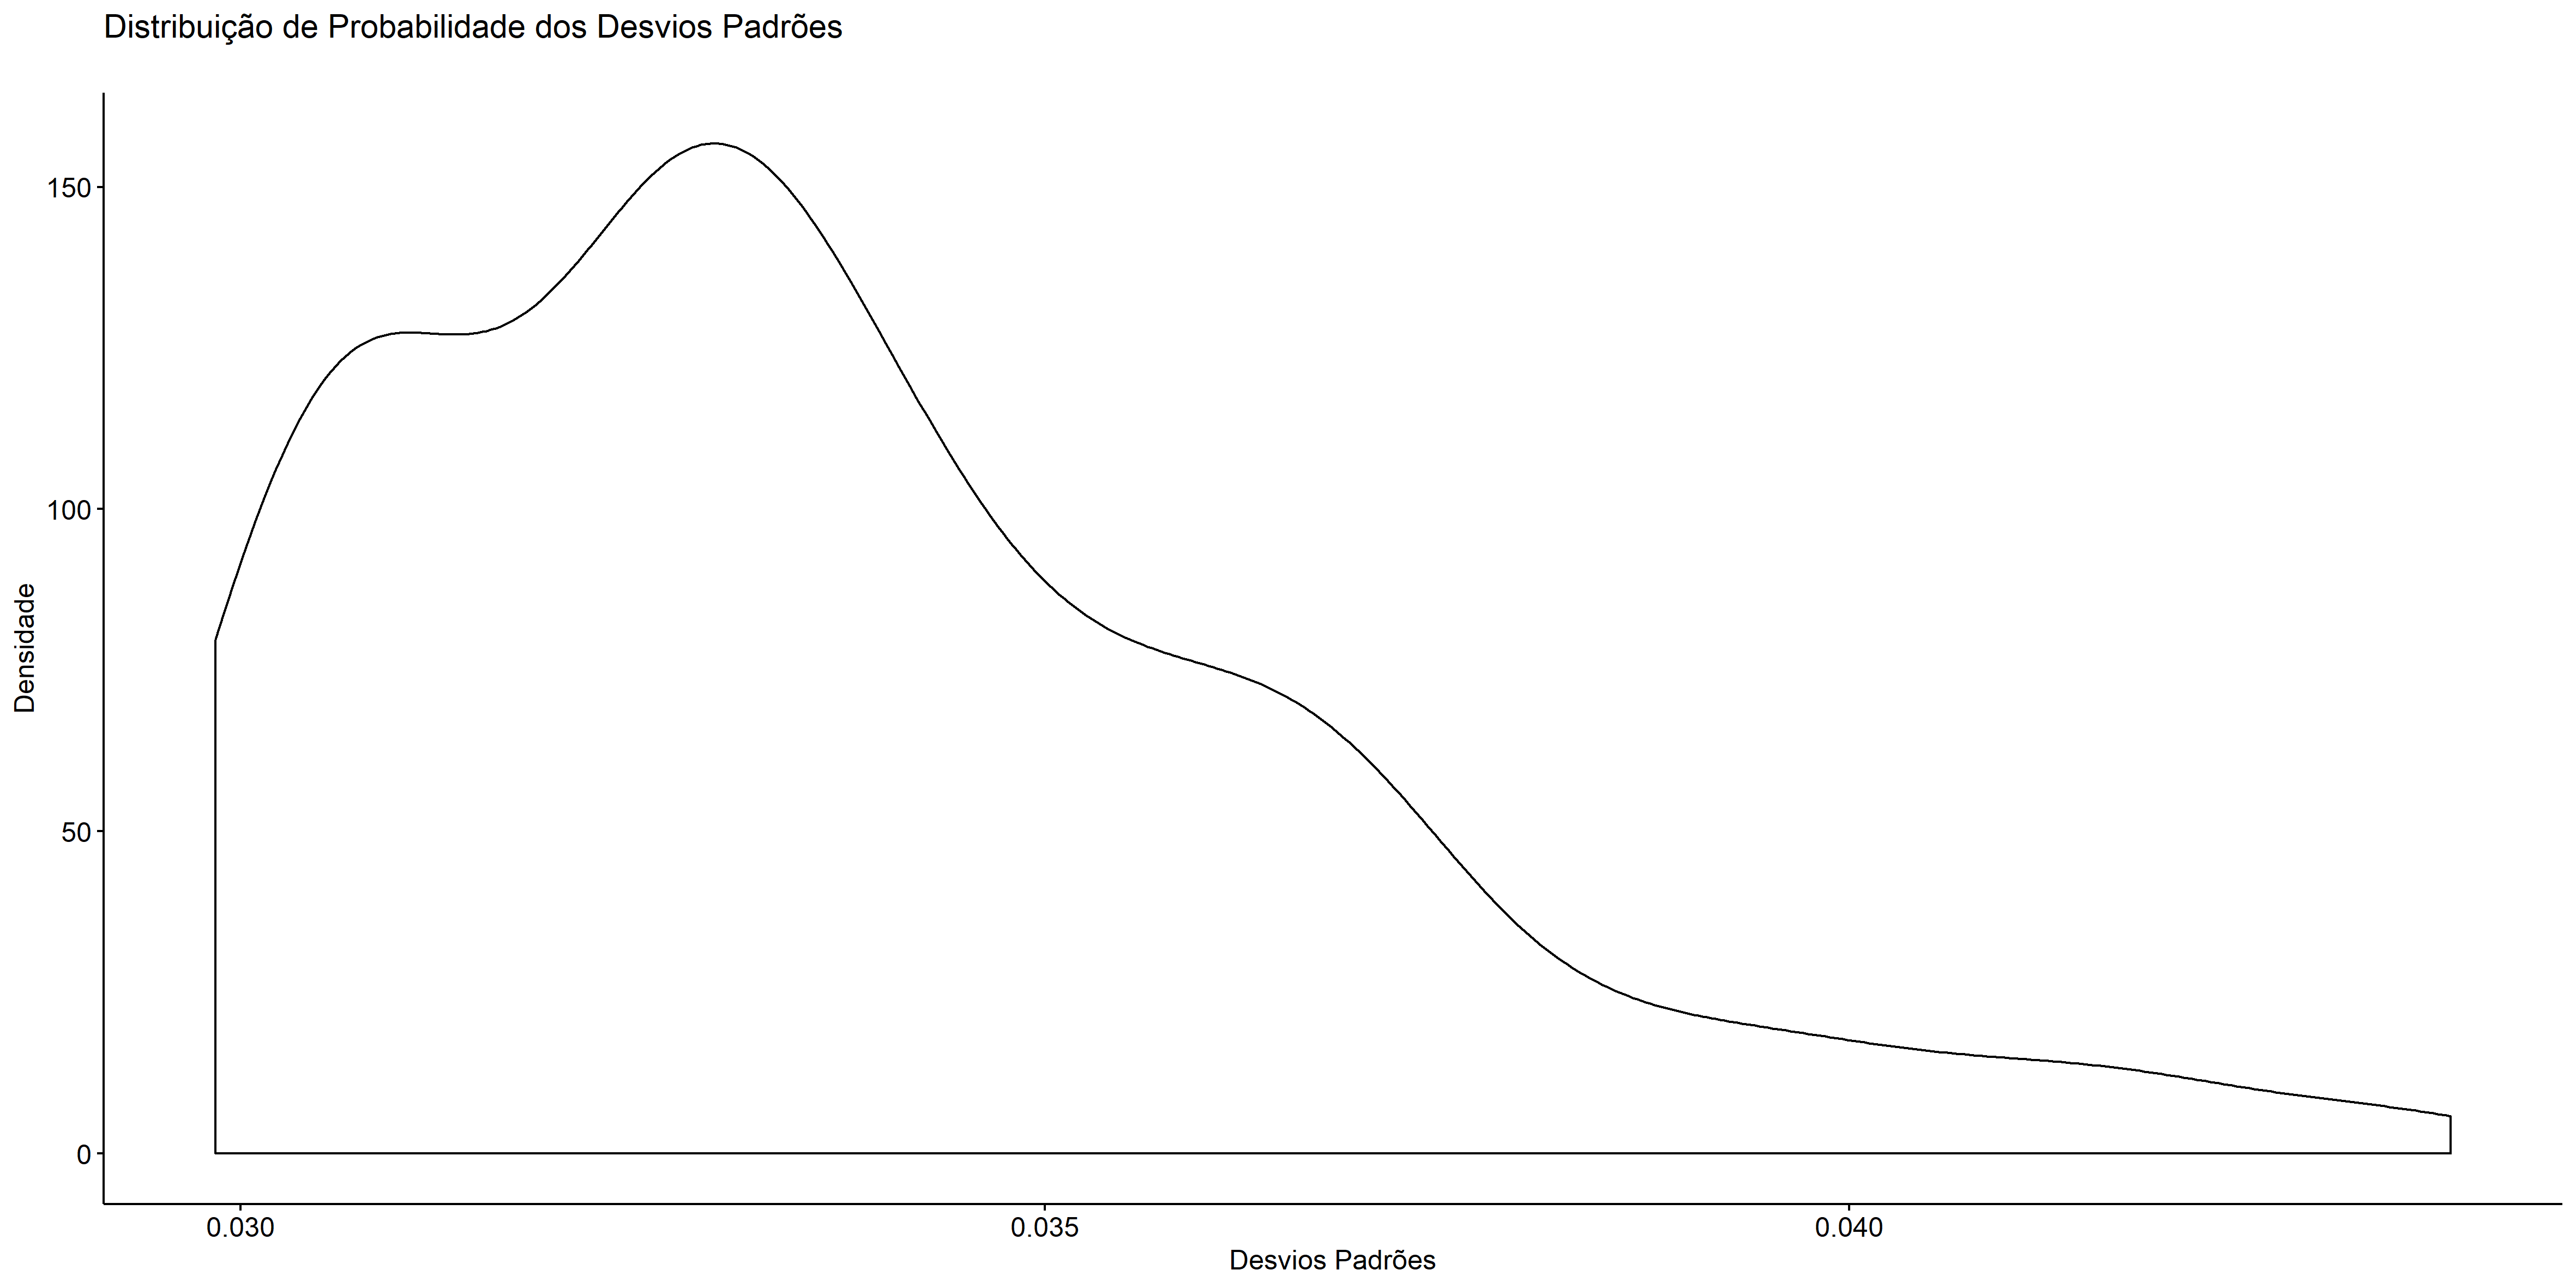 Distribuição de Probabilidade dos Desvios Padrões
150
100
50
0
Densidade
0.030
0.035
0.040
Desvios Padrões